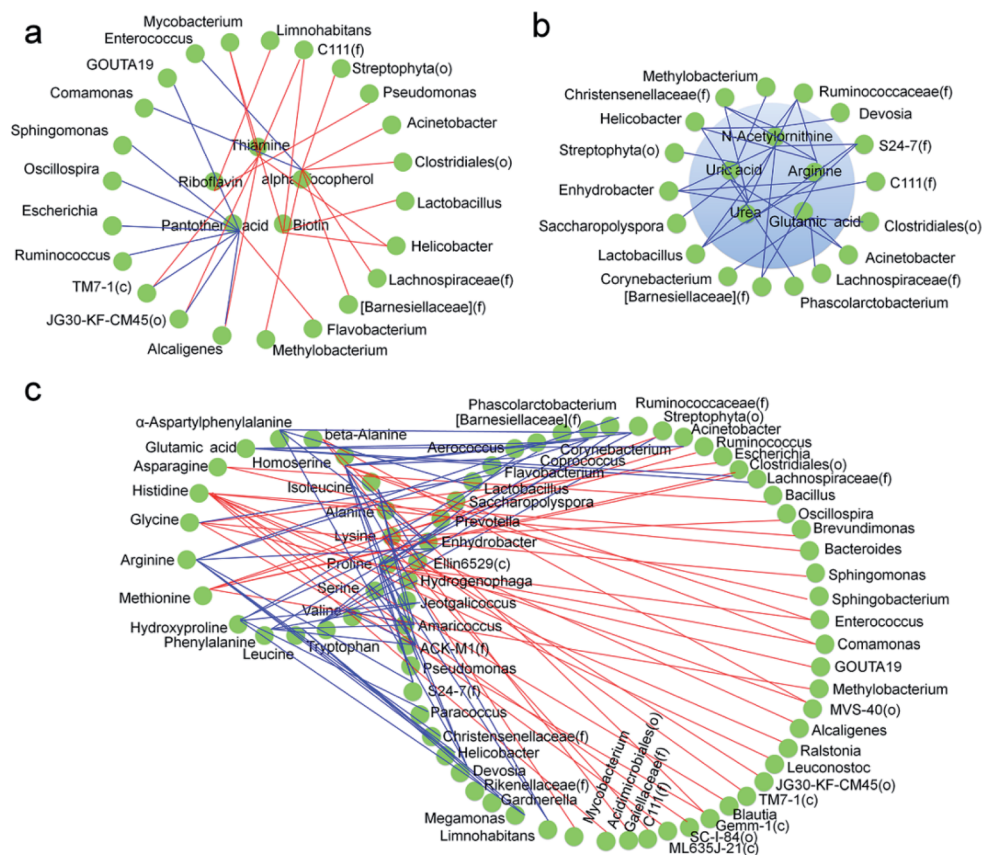 a
Mycobacterium
Enterococcus
GOUTA19
Comamonas
Sphingomonas
Oscillospira
Escherichia
Ruminococcus
TM7-1(c)
JG30-KF-CM45(o)
Alcaligenes
Limnohabitans
C111(f)
Streptophyta(o)
Pseudomonas
Acinetobacter
Clostridiales(o)
Lactobacillus
Helicobacter
Lachnospiraceae(f)
[Barnesiellaceae](f)
Flavobacterium
Methylobacterium
Thiamine
Riboflavin
alpha-Tocopherol
Pantothenic acid
Biotin
b
Methylobacterium
Christensenellaceae(f)
Helicobacter
Streptophyta(o)
Enhydrobacter
Saccharopolyspora
Lactobacillus
Corynebacterium
[Barnesiellaceae](f)
Ruminococcaceae(f)
Devosia
S24-7(f)
C111(f)
Clostridiales(o)
Acinetobacter
Lachnospiraceae(f)
Phascolarctobacterium
N-Acetylornithine
Uric acid
Arginine
Urea
Glutamic acid
c
α-Aspartylphenylalanine
beta-Alanine
Glutamic acid
Homoserine
Asparagine
Isoleucine
Histidine
Alanine
Glycine
Lysine
Arginine
Proline
Methionine
Serine
Valine
Hydroxyproline
Phenylalanine
Leucine
Tryptophan
Phascolarctobacterium
[Barnesiellaceae](f)
Aerococcus
Corynebacterium
Coprococcus
Flavobacterium
Lactobacillus
Saccharopolyspora
Prevotella
Enhydrobacter
Ellin6529(c)
Hydrogenophaga
Jeotgalicoccus
Amaricoccus
ACK-M1(f)
Pseudomonas
S24-7(f)
Paracoccus
Christensenellaceae(f)
Helicobacter
Devosia
Rikenellaceae(f)
Gardnerella
Megamonas
Limnohabitans
Mycobacterium
Acidimicrobiales(o)
Gaiellaceae(f)
C111(f)
Ruminococcaceae(f)
Streptophyta(o)
Acinetobacter
Ruminococcus
Escherichia
Clostridiales(o)
Lachnospiraceae(f)
Bacillus
Oscillospira
Brevundimonas
Bacteroides
Sphingomonas
Sphingobacterium
Enterococcus
Comamonas
GOUTA19
Methylobacterium
MVS-40(o)
Alcaligenes
Ralstonia
Leuconostoc
JG30-KF-CM45(o)
TM7-1(c)
Blautia
Gemm-1(c)
SC-I-84(o)
ML635J-21(c)